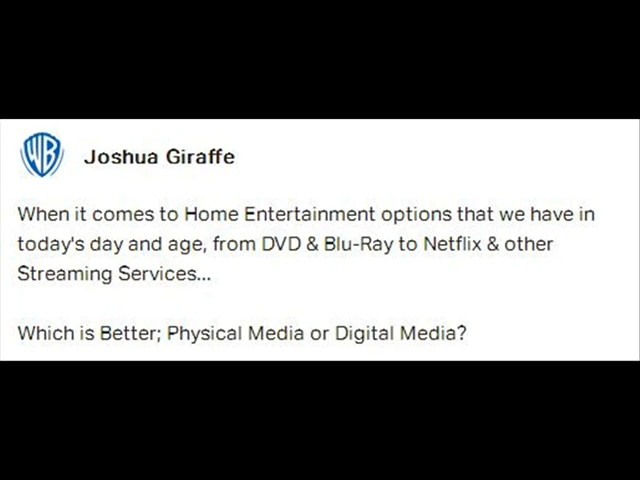 WB
Joshua Giraffe
When it comes to Home Entertainment options that we have in
today's day and age, from DVD & Blu-Ray to Netflix & other
Streaming Services...
Which is Better; Physical Media or Digital Media?